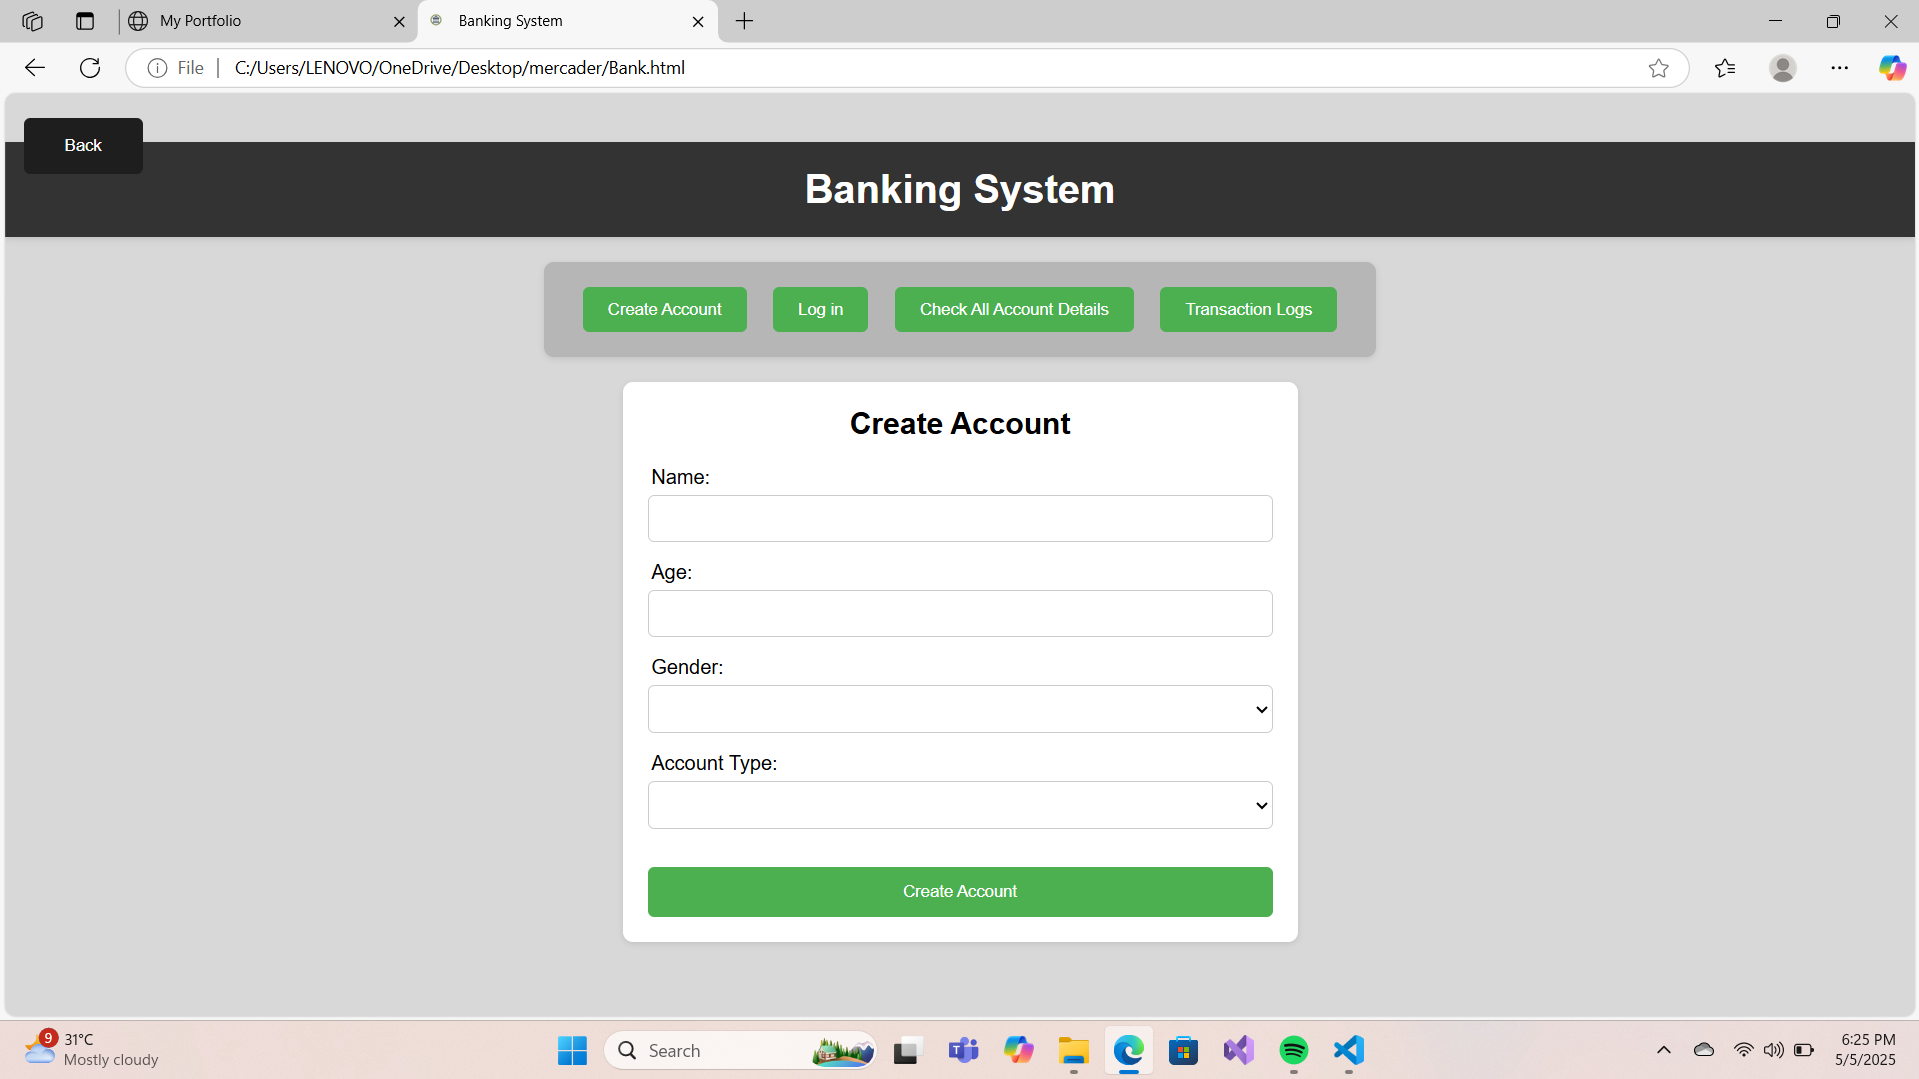 My Portfolio
Banking System
File
C:/Users/LENOVO/OneDrive/Desktop/mercader/Bank.html
Back
Banking System
Create Account
Log in
Check All Account Details
Transaction Logs
Create Account
Name:
Age:
Gender:
Account Type:
Create Account
9
31°C
Mostly cloudy
Search
6:25 PM
5/5/2025